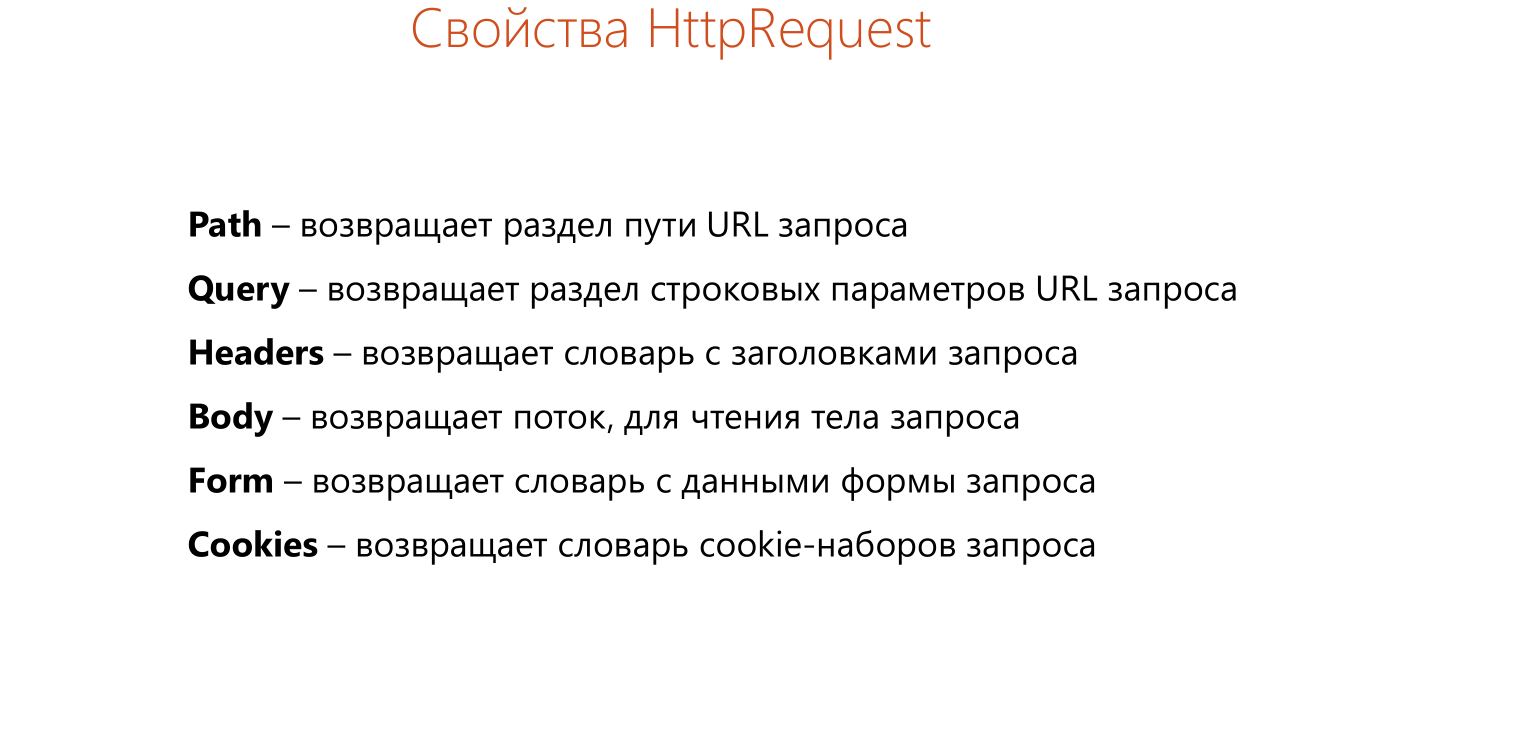 Свойства HttpRequest
Path – возвращает раздел пути URL запроса
Query – возвращает раздел строковых параметров URL запроса
Headers – возвращает словарь с заголовками запроса
Body – возвращает поток, для чтения тела запроса
Form – возвращает словарь с данными формы запроса
Cookies – возвращает словарь cookie-наборов запроса